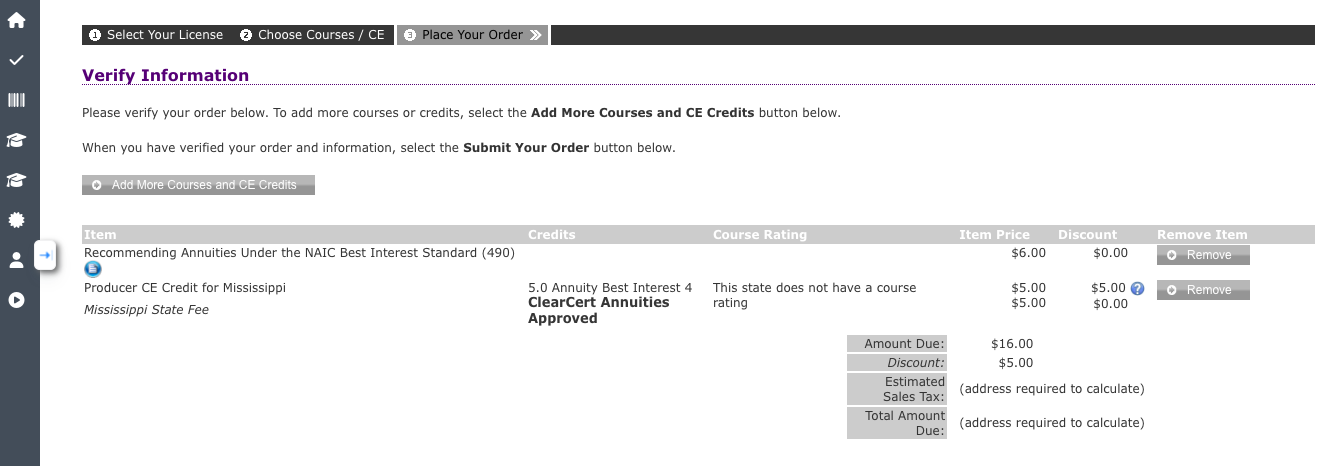 1 Select Your License 2 Choose Courses / CE 3 Place Your Order
Verify Information
Please verify your order below. To add more courses or credits, select the Add More Courses and CE Credits button below.
When you have verified your order and information, select the Submit Your Order button below.
Add More Courses and CE Credits
Item Credits Course Rating Item Price Discount Remove Item
Recommending Annuities Under the NAIC Best Interest Standard (490) $6.00 $0.00 Remove
Producer CE Credit for Mississippi 5.0 Annuity Best Interest 4 This state does not have a course $5.00 $5.00 ? Remove
Mississippi State Fee ClearCert Annuities rating $5.00 $0.00
Approved
Amount Due: $16.00
Discount: $5.00
Estimated
Sales Tax: (address required to calculate)
Total Amount
Due: (address required to calculate)